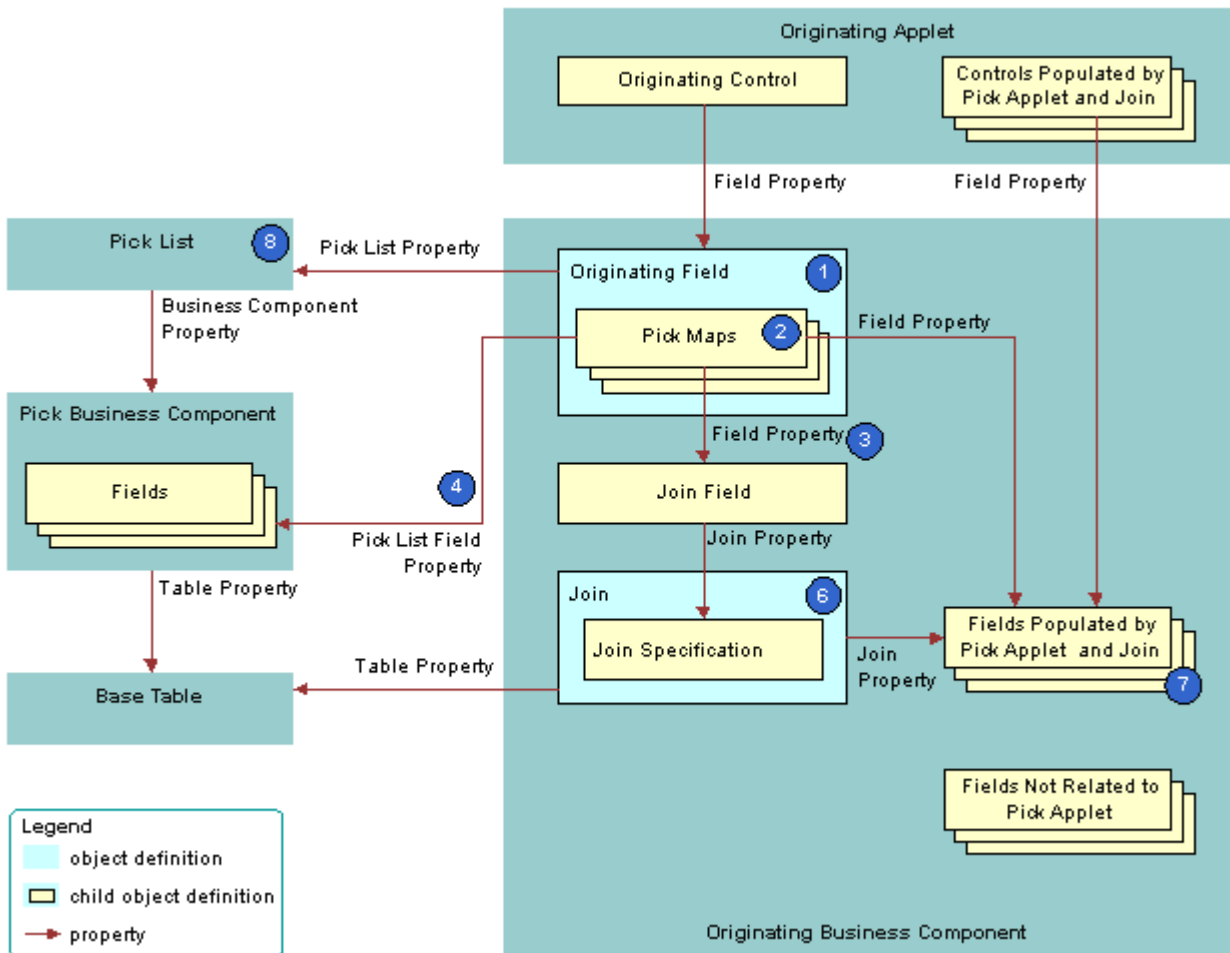 Originating Applet
Originating Control
Controls Populated by
Pick Applet and Join
Field Property
Field Property
Pick List
8
Pick List Property
Originating Field
1
Business Component
Property
Pick Maps
2
Field Property
Pick Business Component
Field Property
3
Fields
4
Join Field
Pick List Field
Property
Join Property
Table Property
Join
6
Join Specification
Fields Populated by
Pick Applet and Join
7
Table Property
Join
Property
Base Table
Fields Not Related to
Pick Applet
Legend
object definition
child object definition
property
Originating Business Component